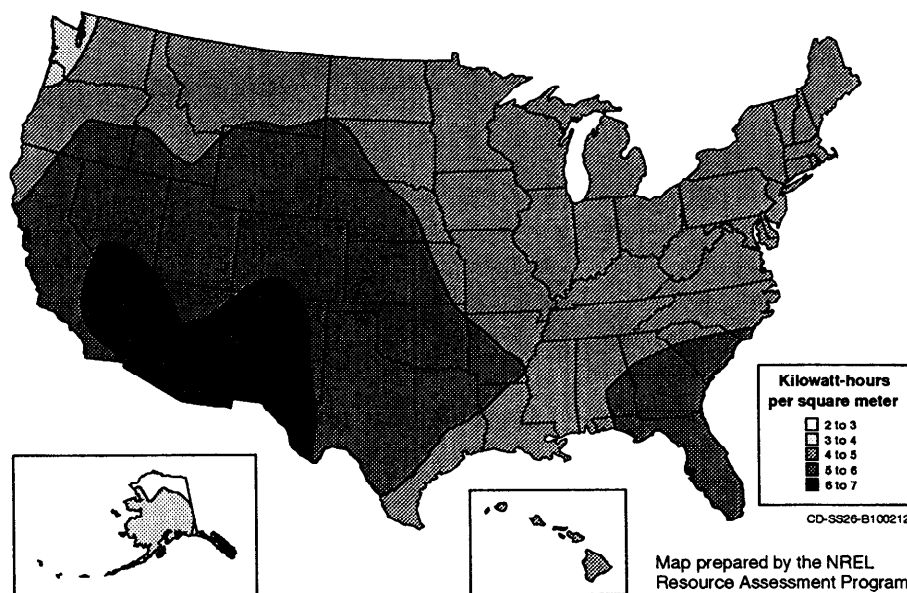 Kilowatt-hours
per square meter
2 to 3
3 to 4
4 to 5
5 to 6
6 to 7
CD-SS26-B100212
Map prepared by the NREL
Resource Assessment Program